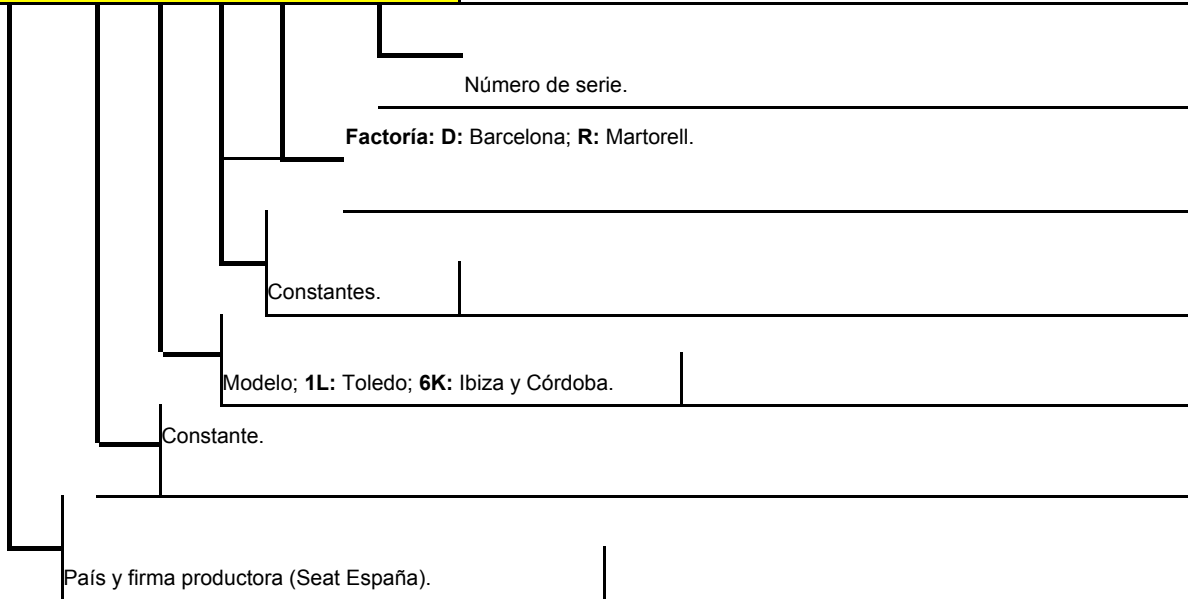 Número de serie.
Factoría: D: Barcelona; R: Martorell.
Constantes.
Modelo; 1L: Toledo; 6K: Ibiza y Córdoba.
Constante.
País y firma productora (Seat España).